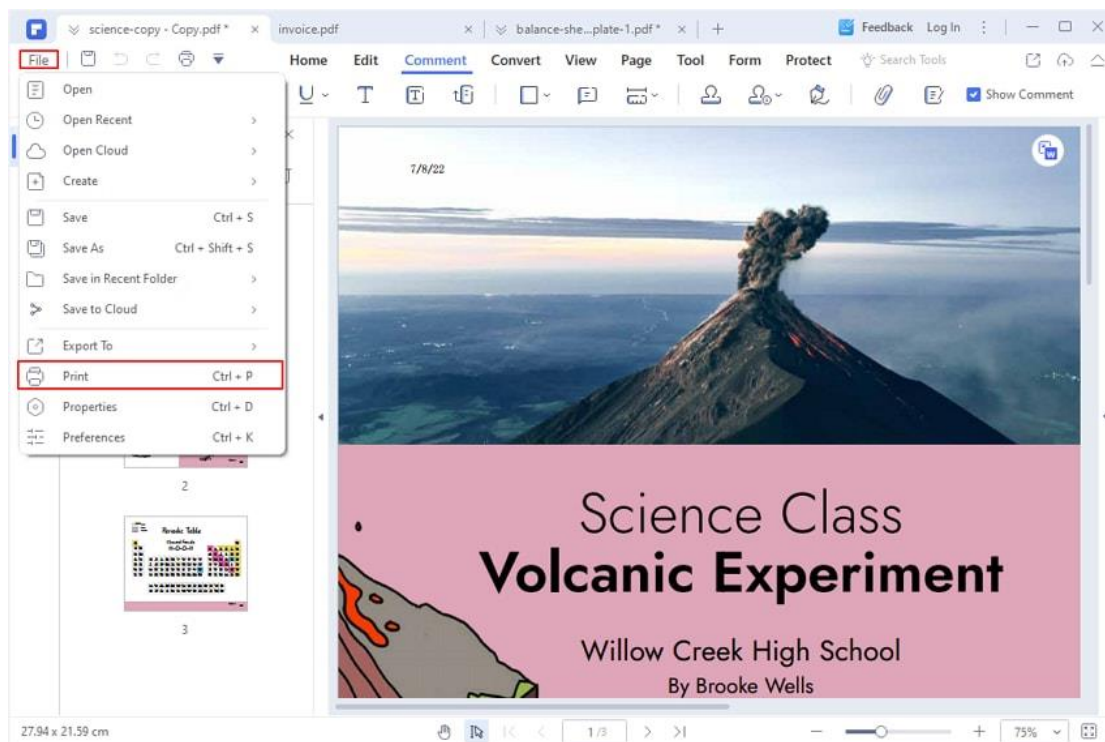 science-copy - Copy.pdf * × invoice.pdf × balance-she...plate-1.pdf * × + Feedback Log In
File Home Edit Comment Convert View Page Tool Form Protect Search Tools
Show Comment
Open
Open Recent
Open Cloud
Create
Save Ctrl + S
Save As Ctrl + Shift + S
Save in Recent Folder
Save to Cloud
Export To
Print Ctrl + P
Properties Ctrl + D
Preferences Ctrl + K
2
Periodic Table
3
7/8/22
Science Class
Volcanic Experiment
Willow Creek High School
By Brooke Wells
27.94 x 21.59 cm 1/3 75%